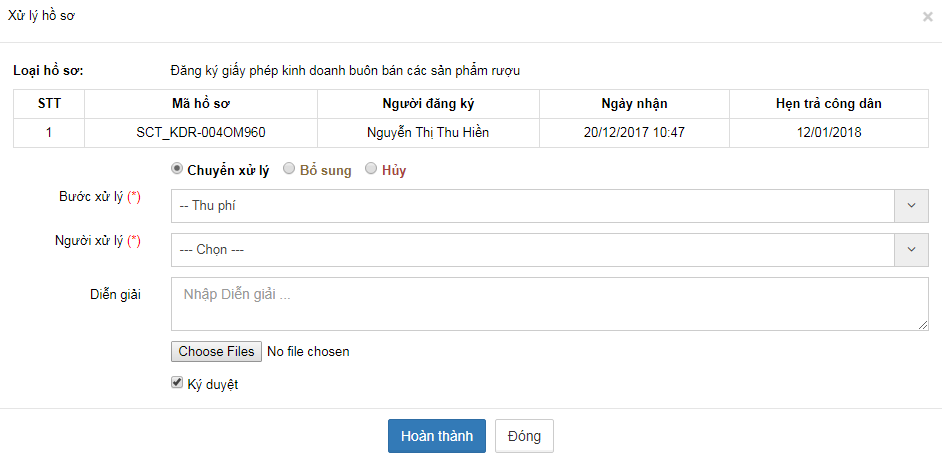 Xử lý hồ sơ ×
Loại hồ sơ: Đăng ký giấy phép kinh doanh buôn bán các sản phẩm rượu
STT Mã hồ sơ Người đăng ký Ngày nhận Hẹn trả công dân
1 SCT_KDR-004OM960 Nguyễn Thị Thu Hiền 20/12/2017 10:47 12/01/2018
Chuyển xử lý Bổ sung Hủy
Bước xử lý (*) -- Thu phí
Người xử lý (*) --- Chọn ---
Diễn giải Nhập Diễn giải ...
Choose Files No file chosen
Ký duyệt
Hoàn thành Đóng